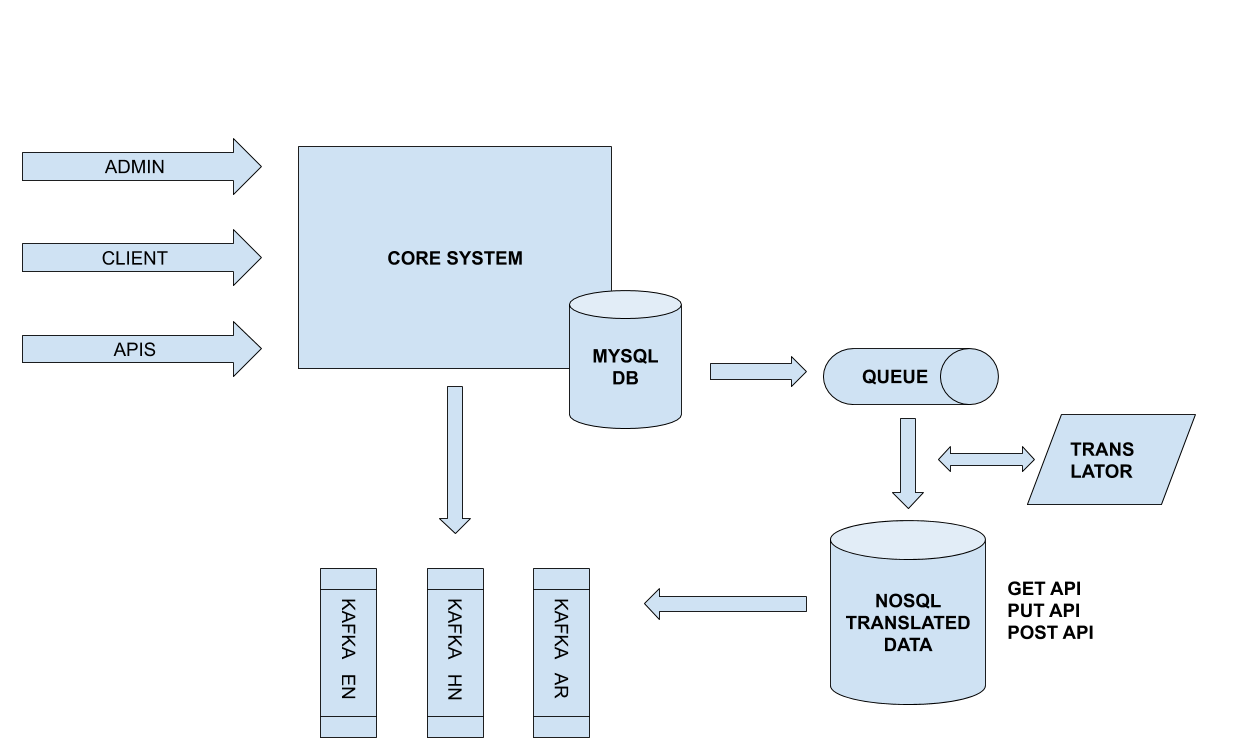 ADMIN
CLIENT
APIS
CORE SYSTEM
MYSQL
DB
QUEUE
TRANS
LATOR
NOSQL
TRANSLATED
DATA
GET API
PUT API
POST API
KAFKA EN
KAFKA HN
KAFKA AR